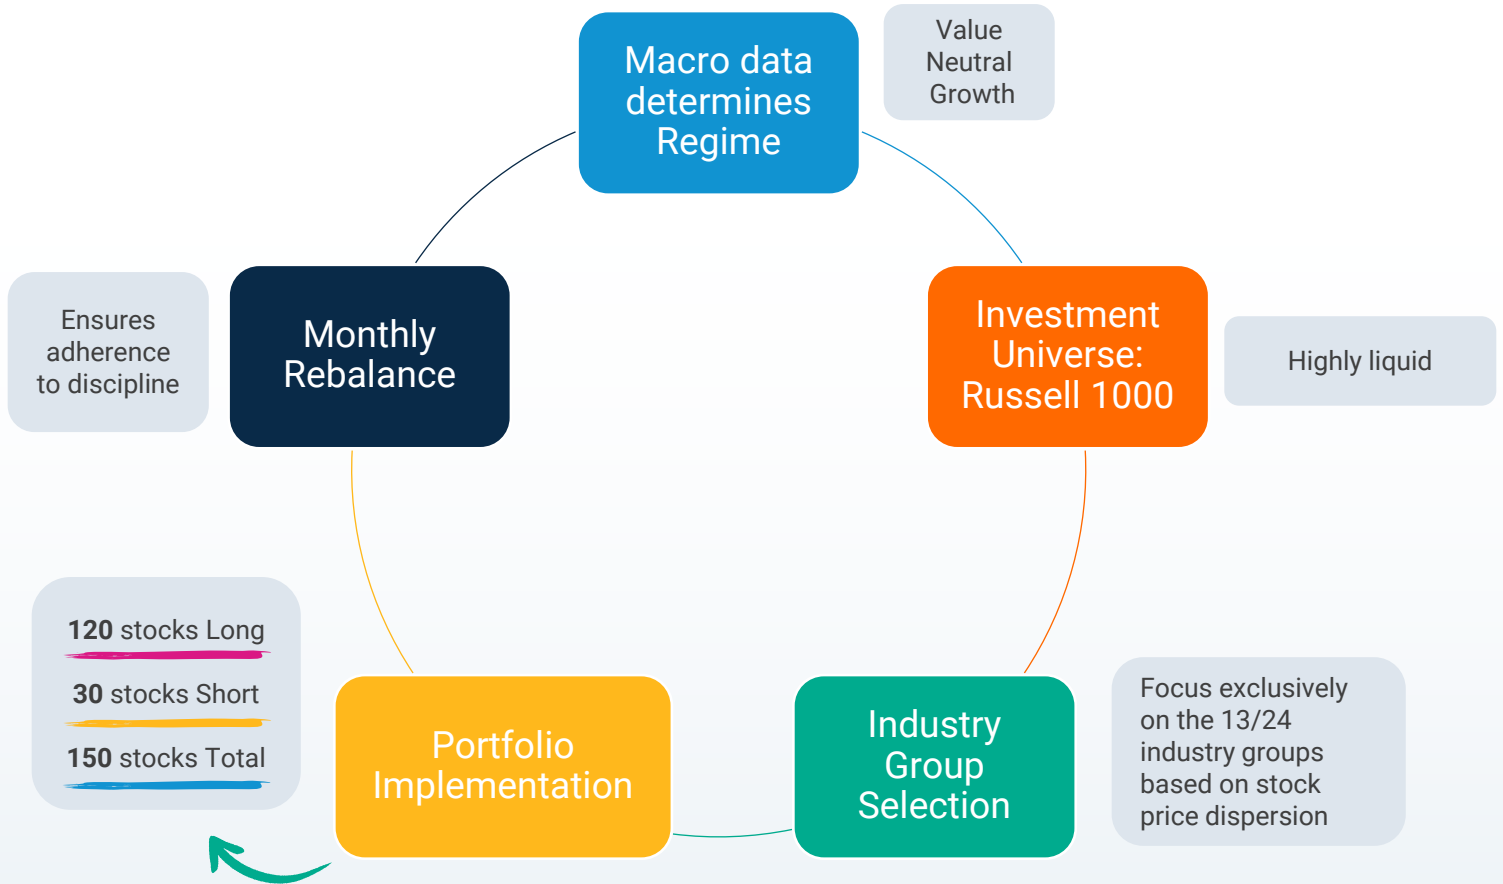 Macro data
determines
Regime
Value
Neutral
Growth
Investment
Universe:
Russell 1000
Highly liquid
Industry
Group
Selection
Focus exclusively
on the 13/24
industry groups
based on stock
price dispersion
Portfolio
Implementation
120 stocks Long
30 stocks Short
150 stocks Total
Monthly
Rebalance
Ensures
adherence
to discipline